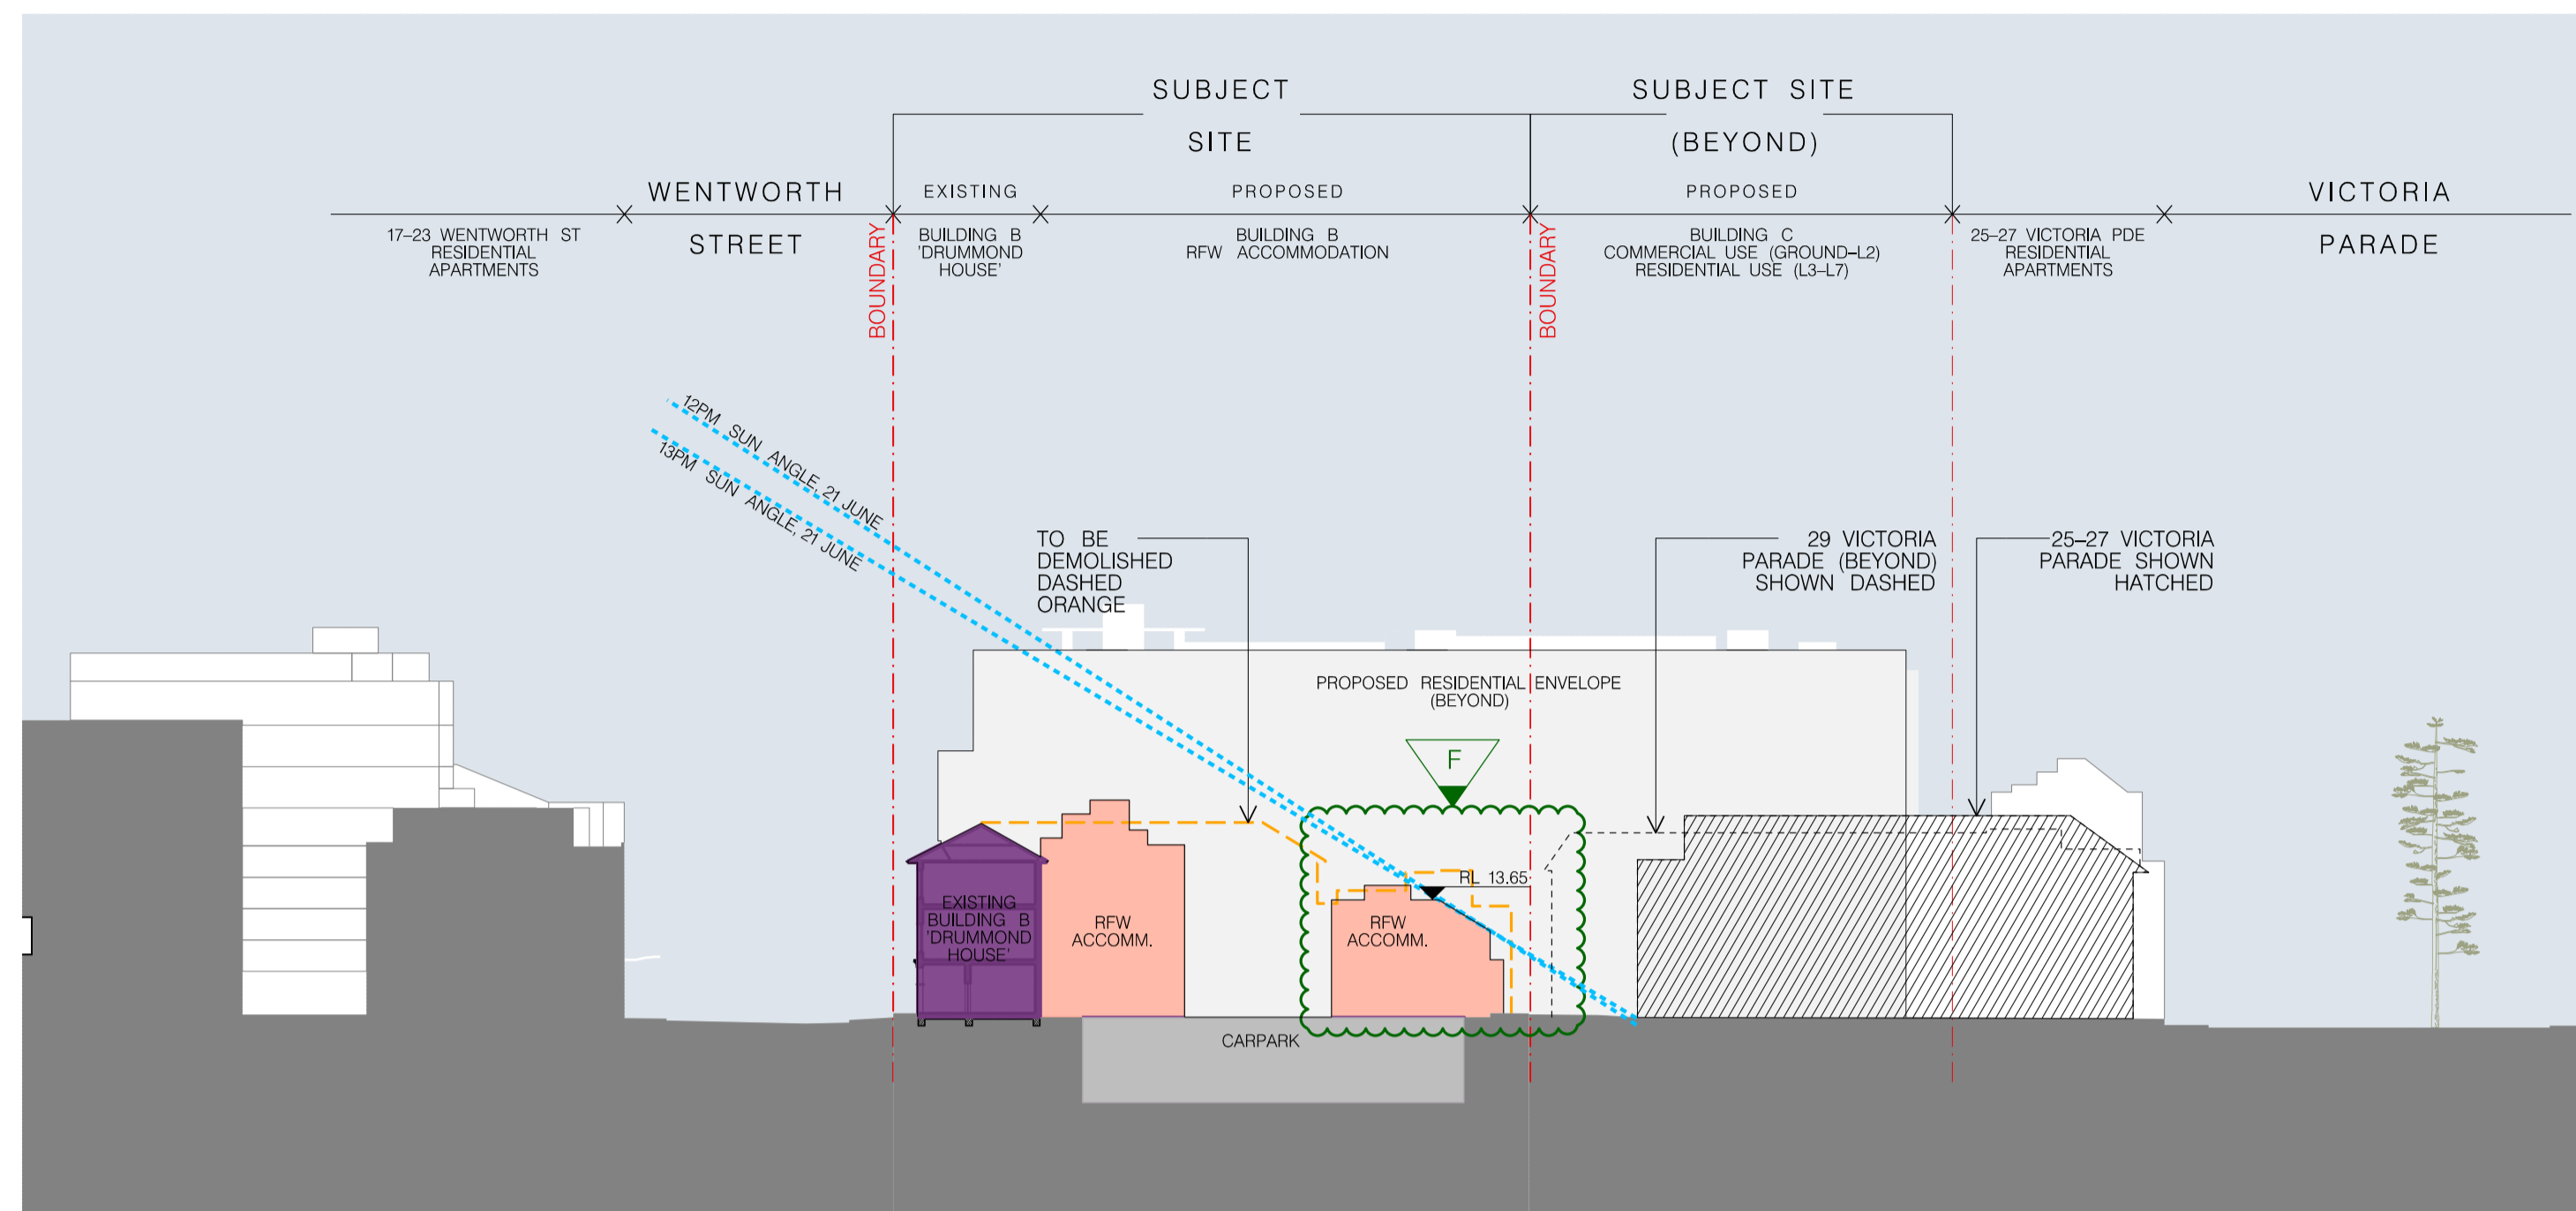 SUBJECT
SITE
SUBJECT SITE
(BEYOND)
WENTWORTH
STREET
EXISTING
PROPOSED
PROPOSED
VICTORIA
PARADE
17–23 WENTWORTH ST
RESIDENTIAL
APARTMENTS
BUILDING B
'DRUMMOND
HOUSE'
BUILDING B
RFW ACCOMMODATION
BUILDING C
COMMERCIAL USE (GROUND–L2)
RESIDENTIAL USE (L3–L7)
25–27 VICTORIA PDE
RESIDENTIAL
APARTMENTS
BOUNDARY
BOUNDARY
12PM SUN ANGLE, 21 JUNE
13PM SUN ANGLE, 21 JUNE
TO BE
DEMOLISHED
DASHED
ORANGE
29 VICTORIA
PARADE (BEYOND)
SHOWN DASHED
25–27 VICTORIA
PARADE SHOWN
HATCHED
PROPOSED RESIDENTIAL ENVELOPE
(BEYOND)
F
RL 13.65
EXISTING
BUILDING B
'DRUMMOND
HOUSE'
RFW
ACCOMM.
RFW
ACCOMM.
CARPARK